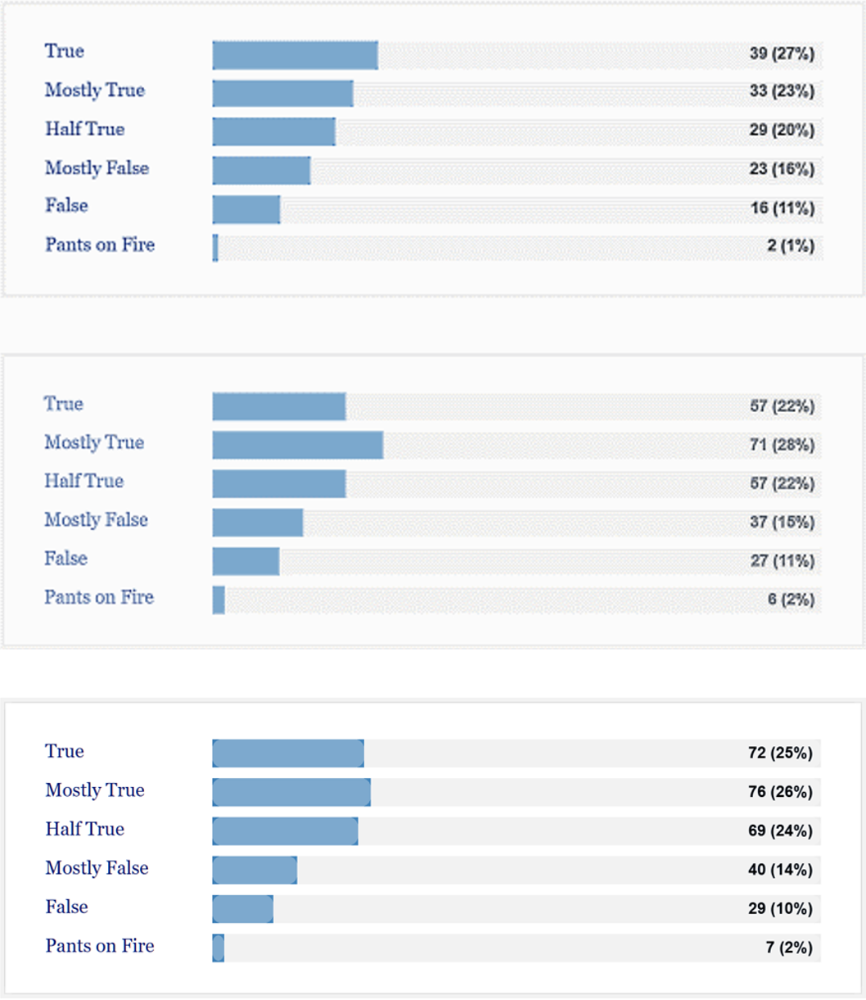 True 39 (27%)
Mostly True 33 (23%)
Half True 29 (20%)
Mostly False 23 (16%)
False 16 (11%)
Pants on Fire 2 (1%)
True 57 (22%)
Mostly True 71 (28%)
Half True 57 (22%)
Mostly False 37 (15%)
False 27 (11%)
Pants on Fire 6 (2%)
True 72 (25%)
Mostly True 76 (26%)
Half True 69 (24%)
Mostly False 40 (14%)
False 29 (10%)
Pants on Fire 7 (2%)